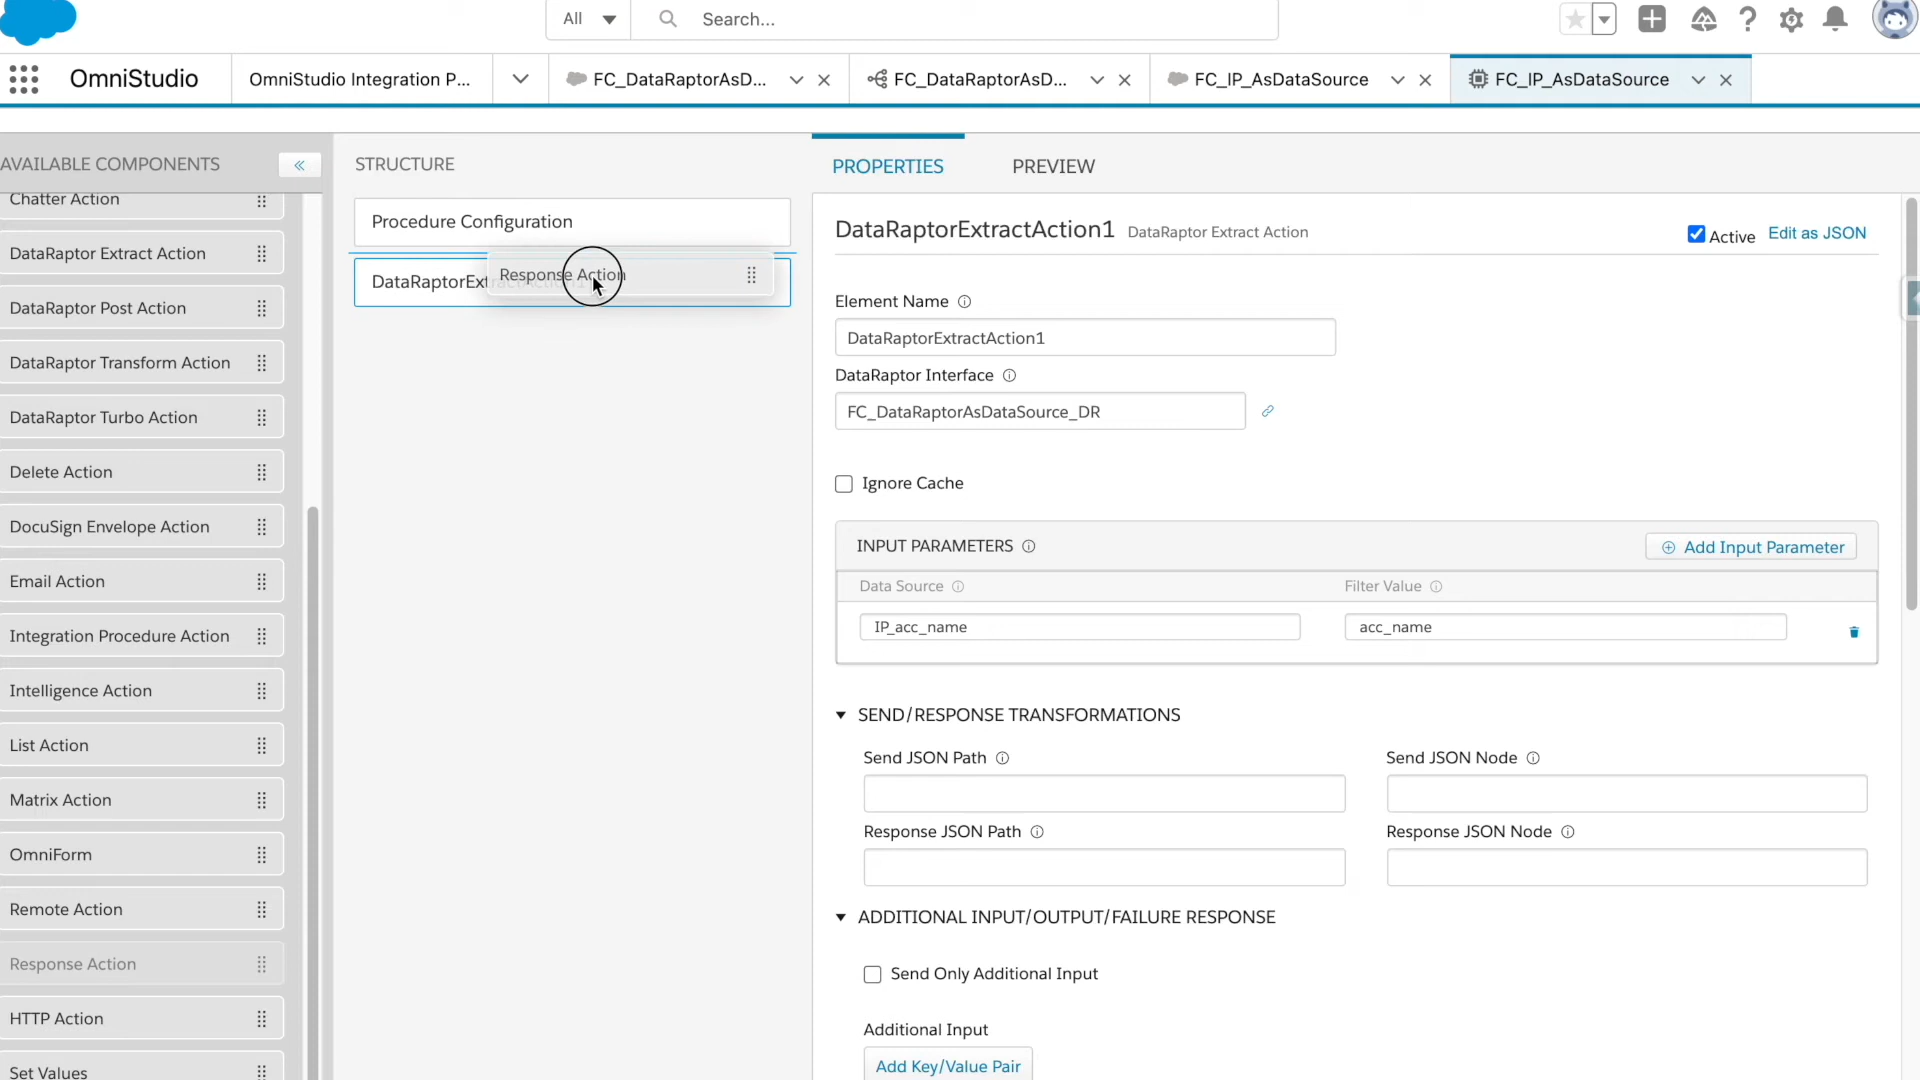 All
Search...
OmniStudio
OmniStudio Integration P...
FC_DataRaptorAsD...
FC_DataRaptorAsD...
FC_IP_AsDataSource
FC_IP_AsDataSource
AVAILABLE COMPONENTS
Chatter Action
DataRaptor Extract Action
DataRaptor Post Action
DataRaptor Transform Action
DataRaptor Turbo Action
Delete Action
DocuSign Envelope Action
Email Action
Integration Procedure Action
Intelligence Action
List Action
Matrix Action
OmniForm
Remote Action
Response Action
HTTP Action
Set Values
STRUCTURE
Procedure Configuration
Response Action
DataRaptorExtractAction1
PROPERTIES
PREVIEW
DataRaptorExtractAction1 DataRaptor Extract Action
Active Edit as JSON
Element Name
DataRaptorExtractAction1
DataRaptor Interface
FC_DataRaptorAsDataSource_DR
Ignore Cache
INPUT PARAMETERS
Add Input Parameter
Data Source
Filter Value
IP_acc_name
acc_name
SEND/RESPONSE TRANSFORMATIONS
Send JSON Path
Send JSON Node
Response JSON Path
Response JSON Node
ADDITIONAL INPUT/OUTPUT/FAILURE RESPONSE
Send Only Additional Input
Additional Input
Add Key/Value Pair